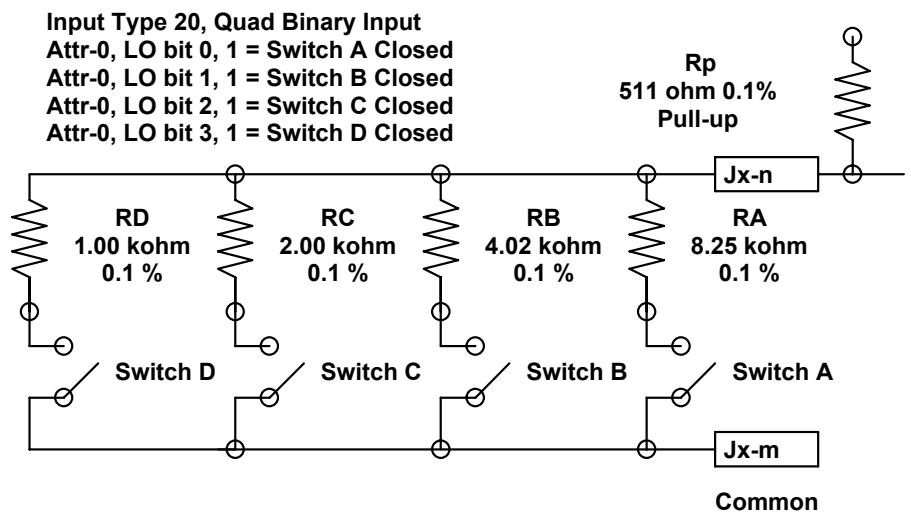 Input Type 20, Quad Binary Input
Attr-0, LO bit 0, 1 = Switch A Closed
Attr-0, LO bit 1, 1 = Switch B Closed
Attr-0, LO bit 2, 1 = Switch C Closed
Attr-0, LO bit 3, 1 = Switch D Closed
Rp
511 ohm 0.1%
Pull-up
Jx-n
RD
1.00 kohm
0.1 %
RC
2.00 kohm
0.1 %
RB
4.02 kohm
0.1 %
RA
8.25 kohm
0.1 %
Switch D
Switch C
Switch B
Switch A
Jx-m
Common